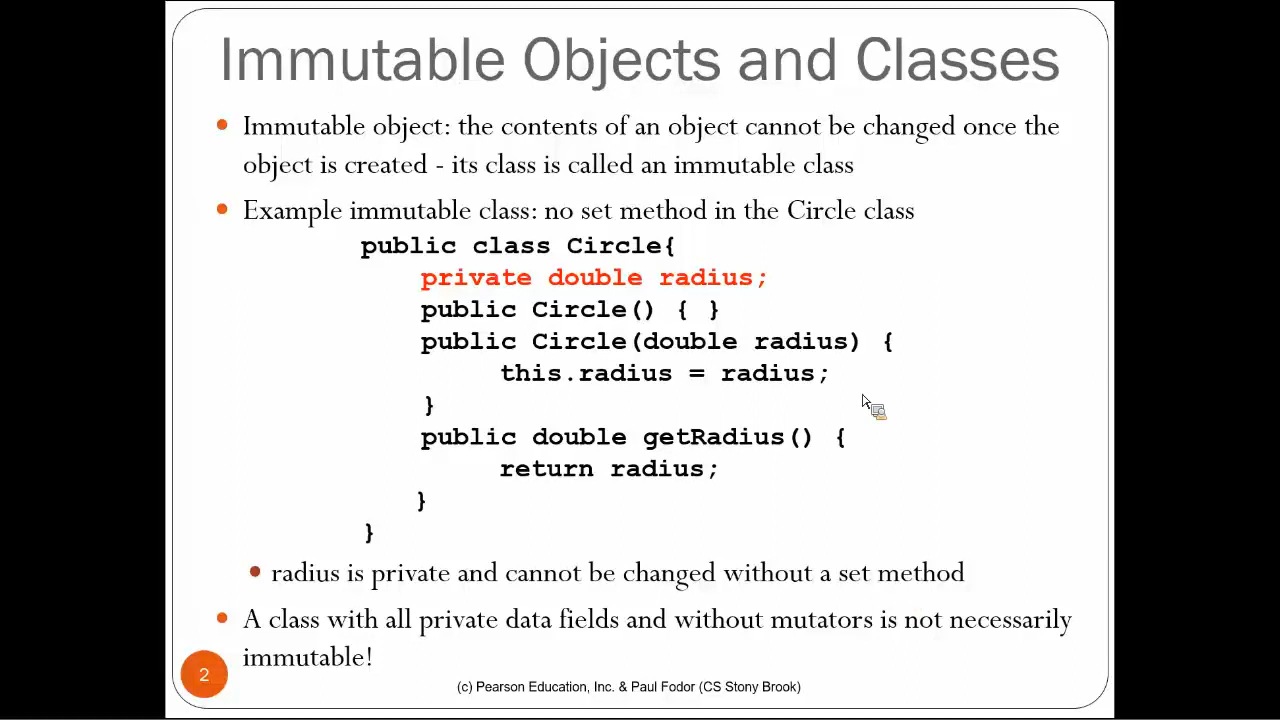 Immutable Objects and Classes
• Immutable object: the contents of an object cannot be changed once the
object is created - its class is called an immutable class
• Example immutable class: no set method in the Circle class
public class Circle{
private double radius;
public Circle() { }
public Circle(double radius) {
this.radius = radius;
}
public double getRadius() {
return radius;
}
}
• radius is private and cannot be changed without a set method
• A class with all private data fields and without mutators is not necessarily
immutable!
2
(c) Pearson Education, Inc. & Paul Fodor (CS Stony Brook)